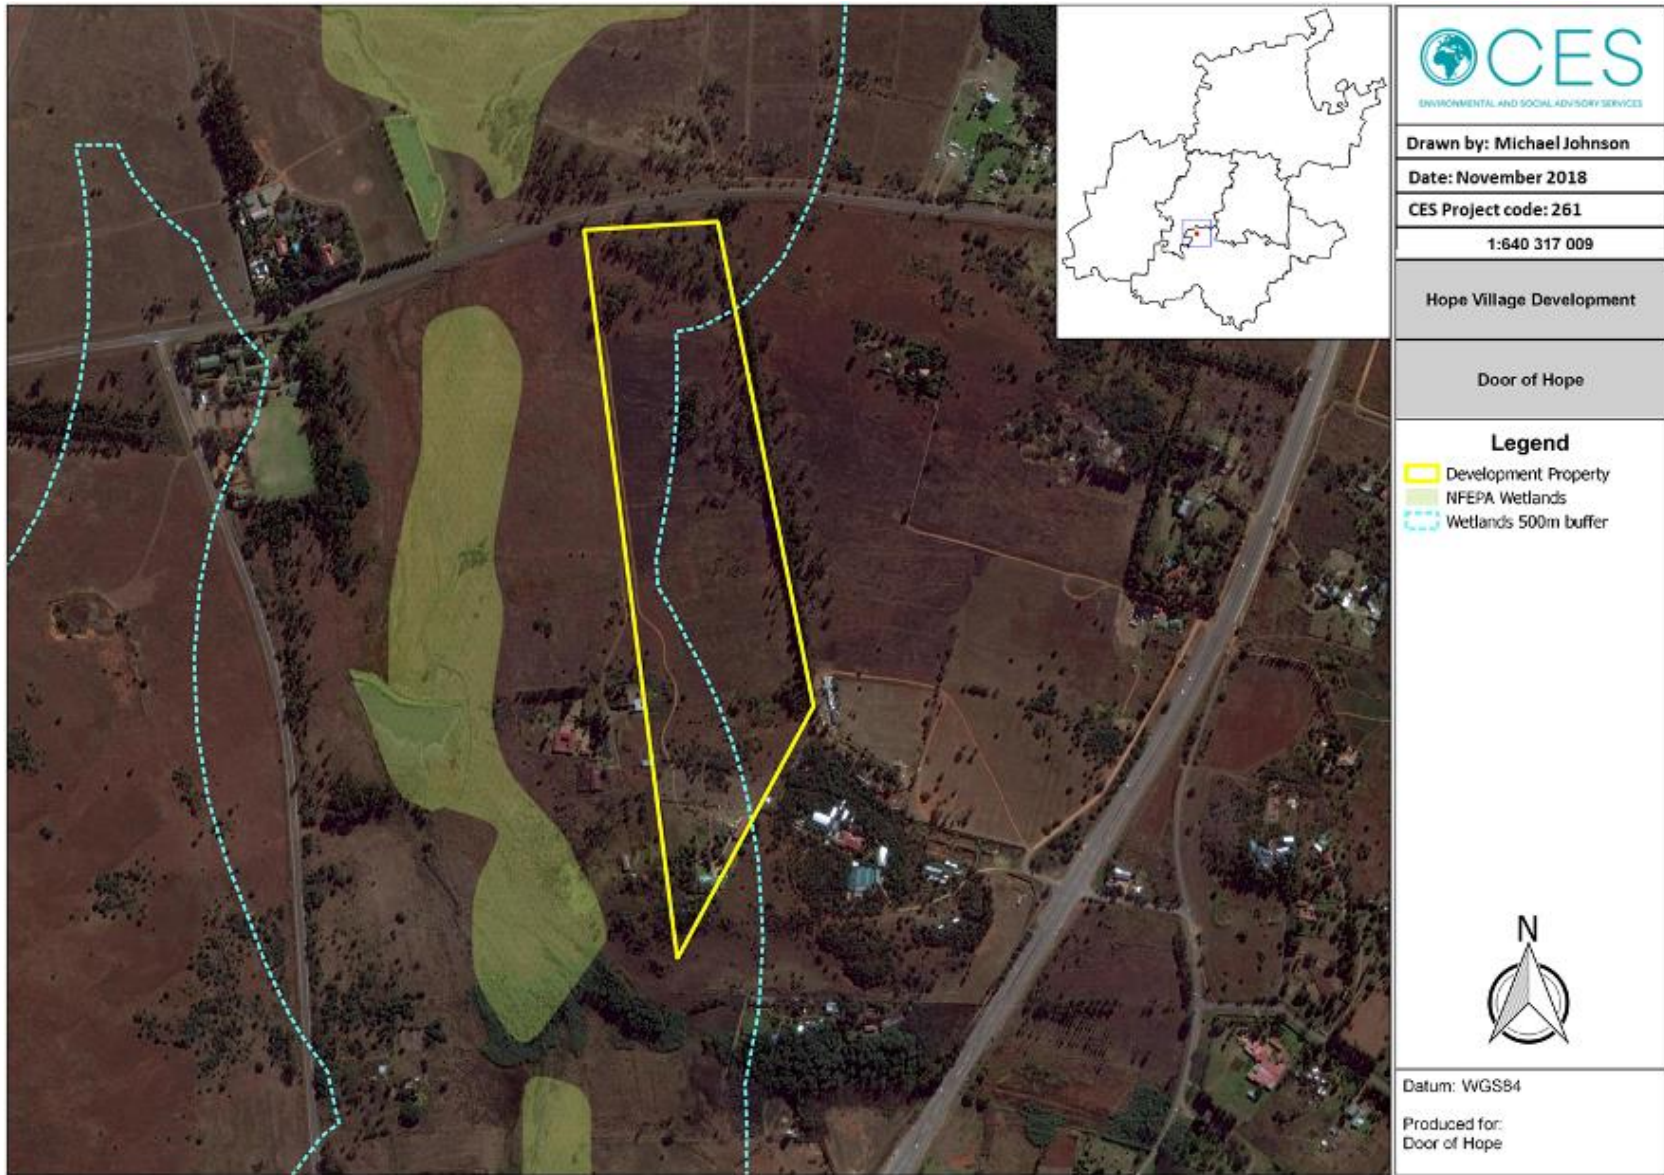 CES
ENVIRONMENTAL AND SOCIAL ADVISORY SERVICES
Drawn by: Michael Johnson
Date: November 2018
CES Project code: 261
1:640 317 009
Hope Village Development
Door of Hope
Legend
Development Property
NFEPA Wetlands
Wetlands 500m buffer
N
Datum: WGS84
Produced for:
Door of Hope